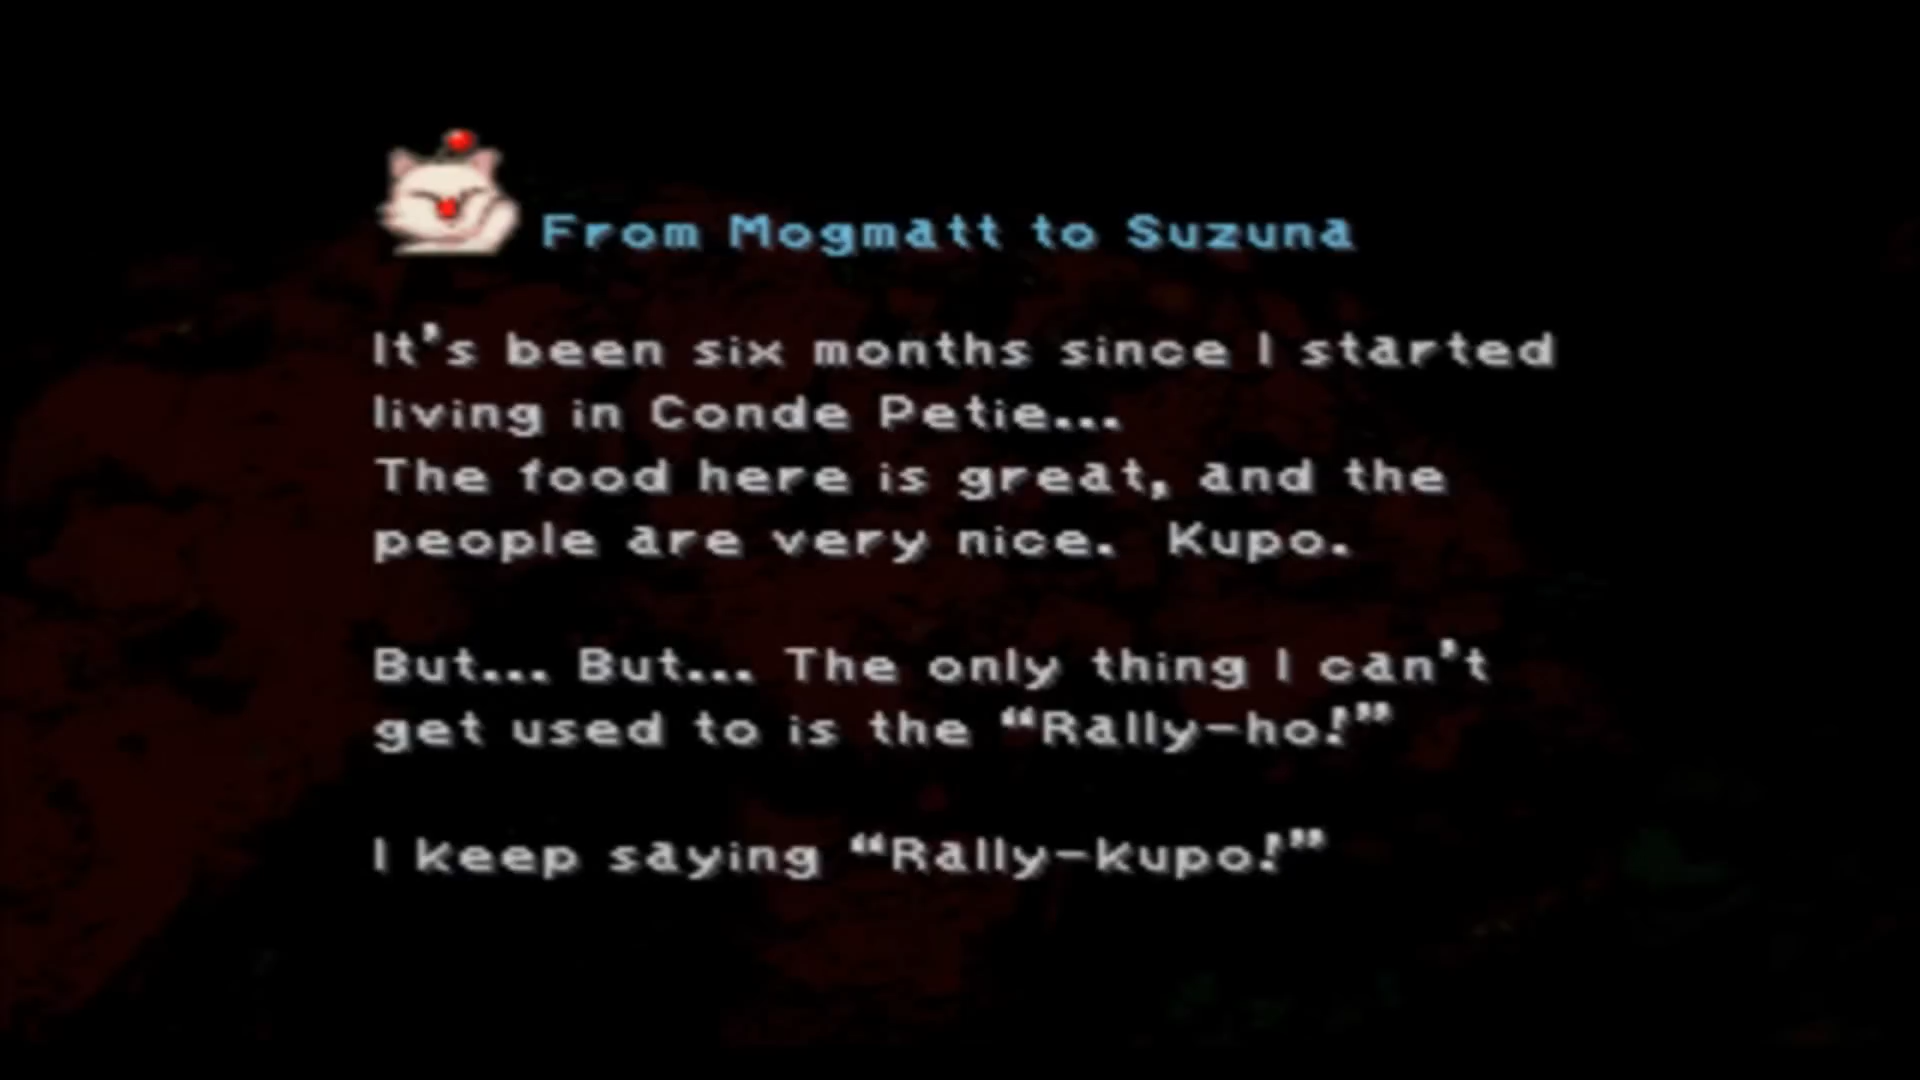 From Mogmatt to Suzuna
It's been six months since I started
living in Conde Petie...
The food here is great, and the
people are very nice.  Kupo.
But... But... The only thing I can't
get used to is the “Rally-ho!”
I keep saying “Rally-kupo!”